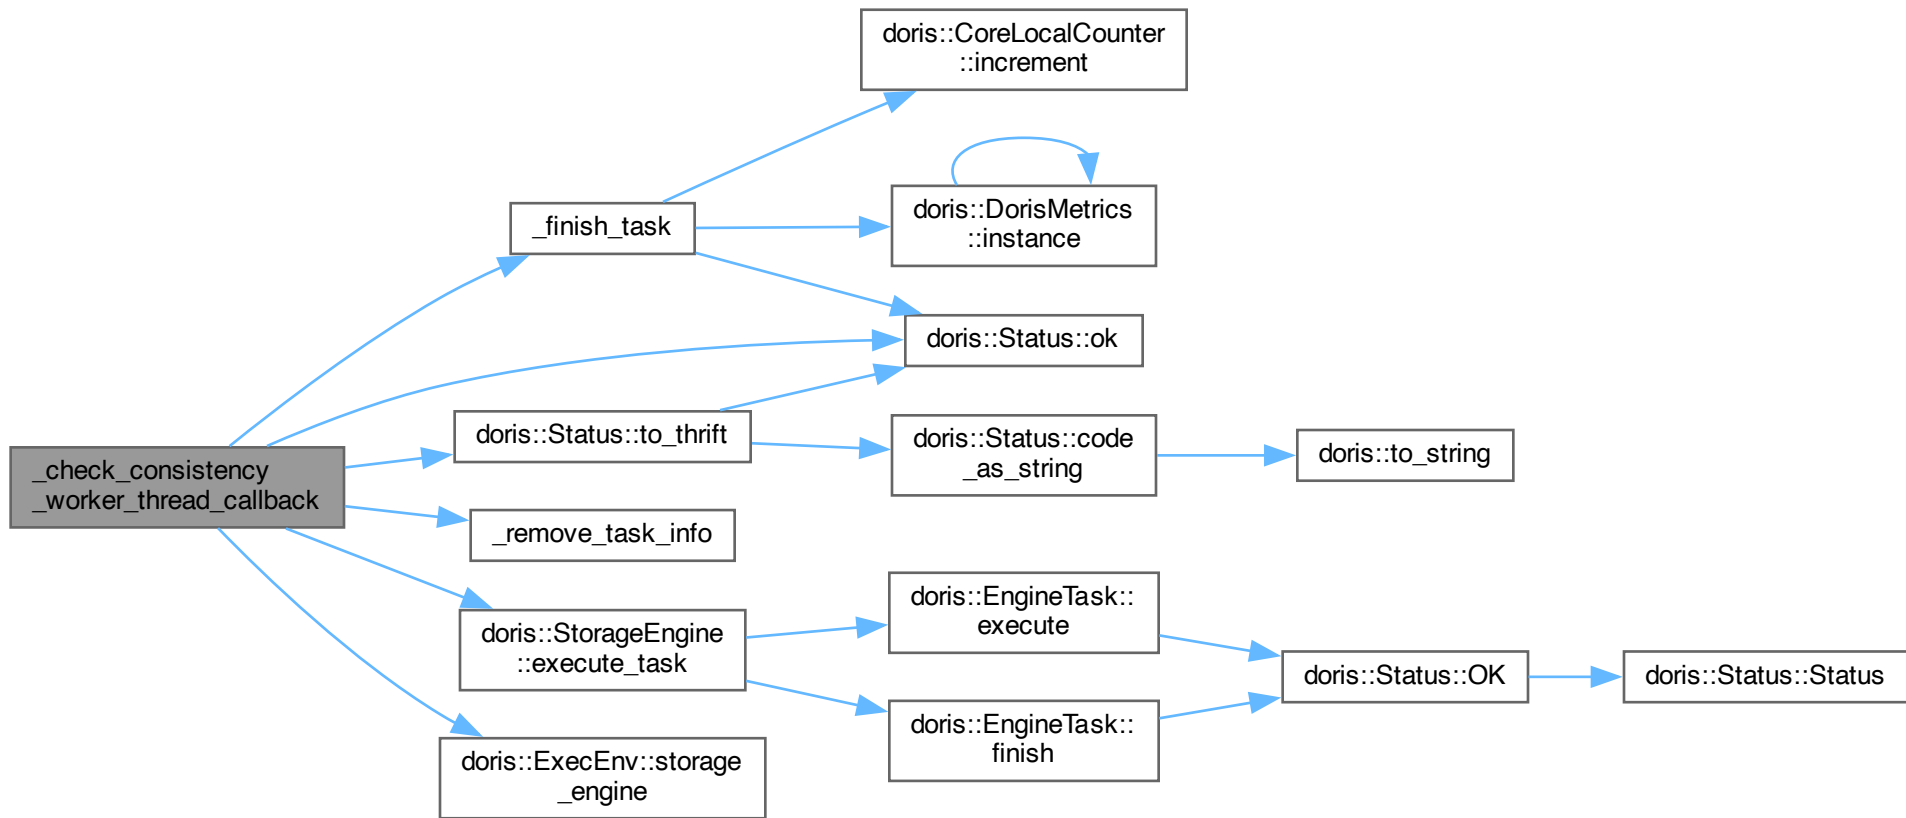 doris::CoreLocalCounter
::increment
doris::DorisMetrics
::instance
_finish_task
doris::Status::ok
doris::Status::to_thrift
doris::Status::code
_as_string
doris::to_string
_check_consistency
_worker_thread_callback
_remove_task_info
doris::EngineTask::
execute
doris::StorageEngine
::execute_task
doris::Status::OK
doris::Status::Status
doris::EngineTask::
finish
doris::ExecEnv::storage
_engine